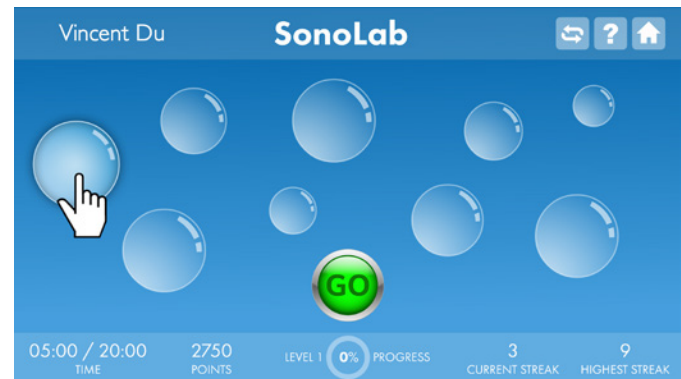 Vincent Du
SonoLab
?
GO
05:00 / 20:00
TIME
2750
POINTS
LEVEL 1 0% PROGRESS
3
CURRENT STREAK
9
HIGHEST STREAK